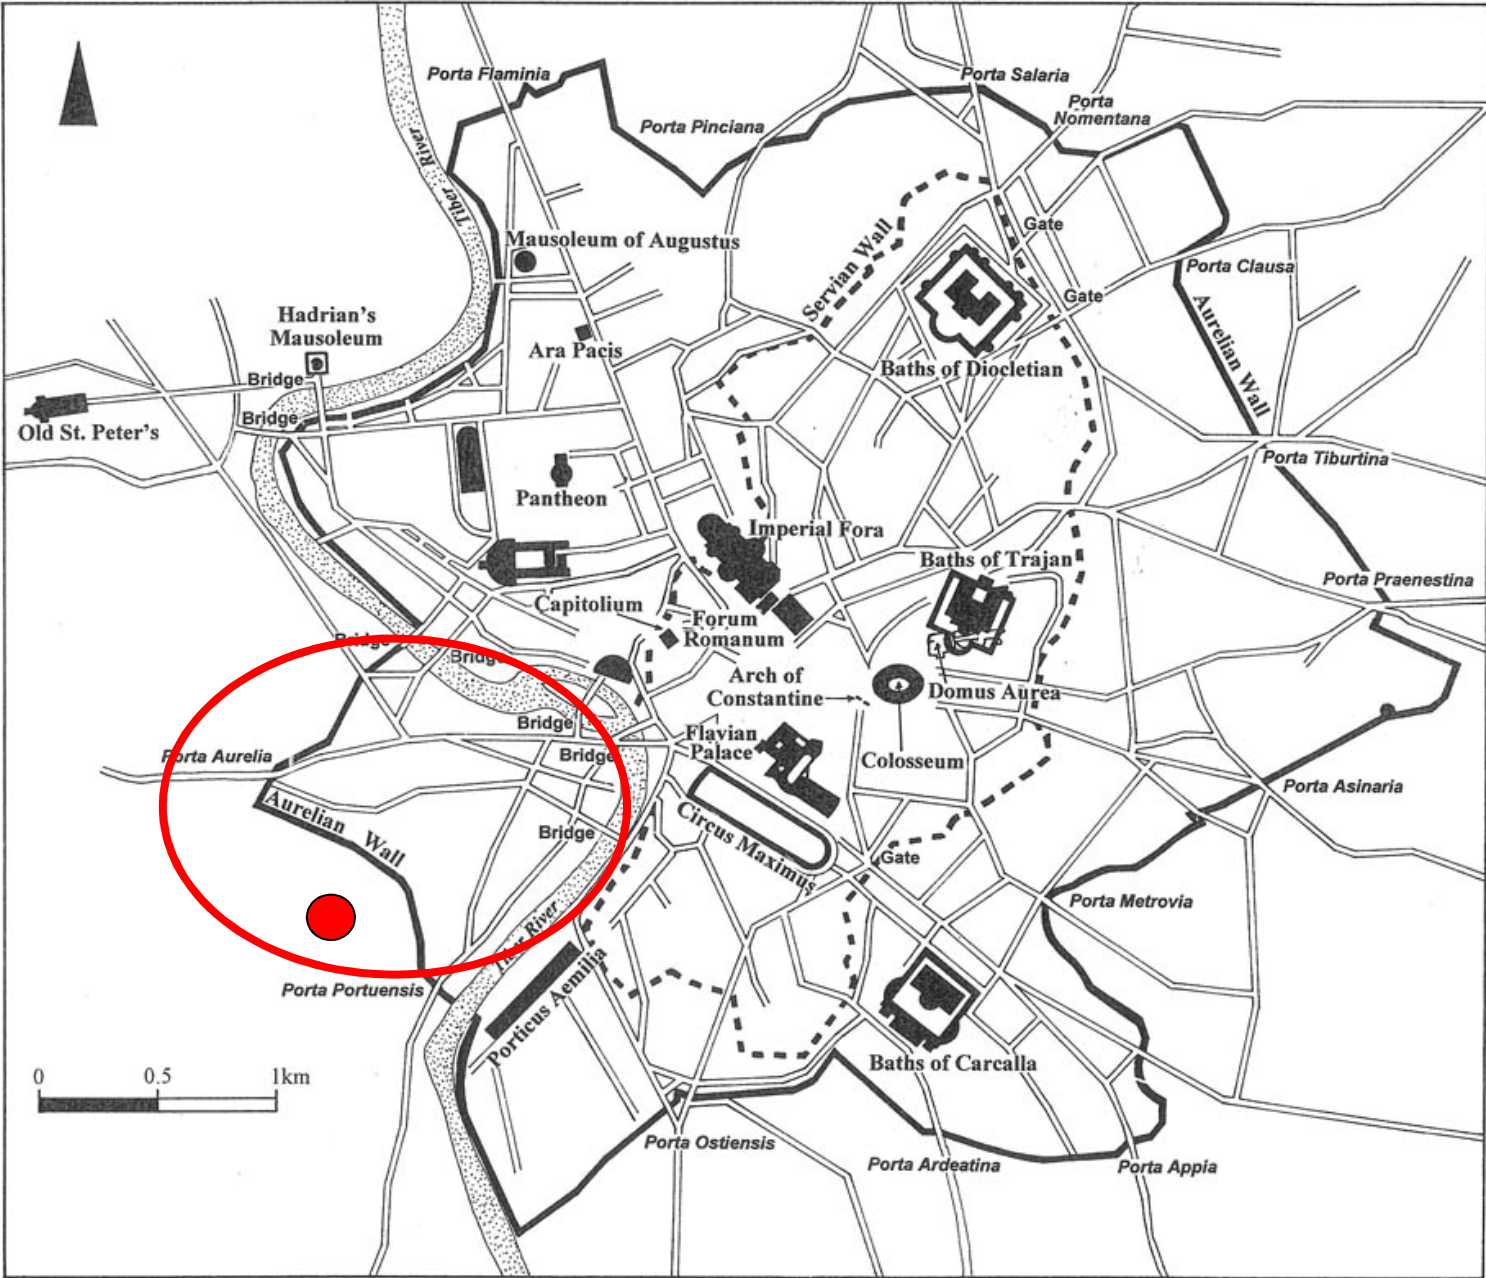 Porta Flaminia
Porta Salaria
Porta
Nomentana
Porta Pinciana
Tiber River
Servian Wall
Gate
Mausoleum of Augustus
Porta Clausa
Gate
Hadrian's
Mausoleum
Ara Pacis
Aurelian Wall
Baths of Diocletian
Bridge
Bridge
Old St. Peter's
Porta Tiburtina
Pantheon
Imperial Fora
Baths of Trajan
Porta Praenestina
Capitolium
Forum
Romanum
Bridge
Bridge
Arch of
Constantine
Domus Aurea
Bridge
Flavian
Palace
Porta Aurelia
Bridge
Colosseum
Porta Asinaria
Aurelian Wall
Circus Maximus
Bridge
Gate
Porta Metrovia
Tiber River
Porta Portuensis
Porticus Aemilia
Baths of Carcalla
0 0.5 1km
Porta Ostiensis
Porta Ardeatina
Porta Appia